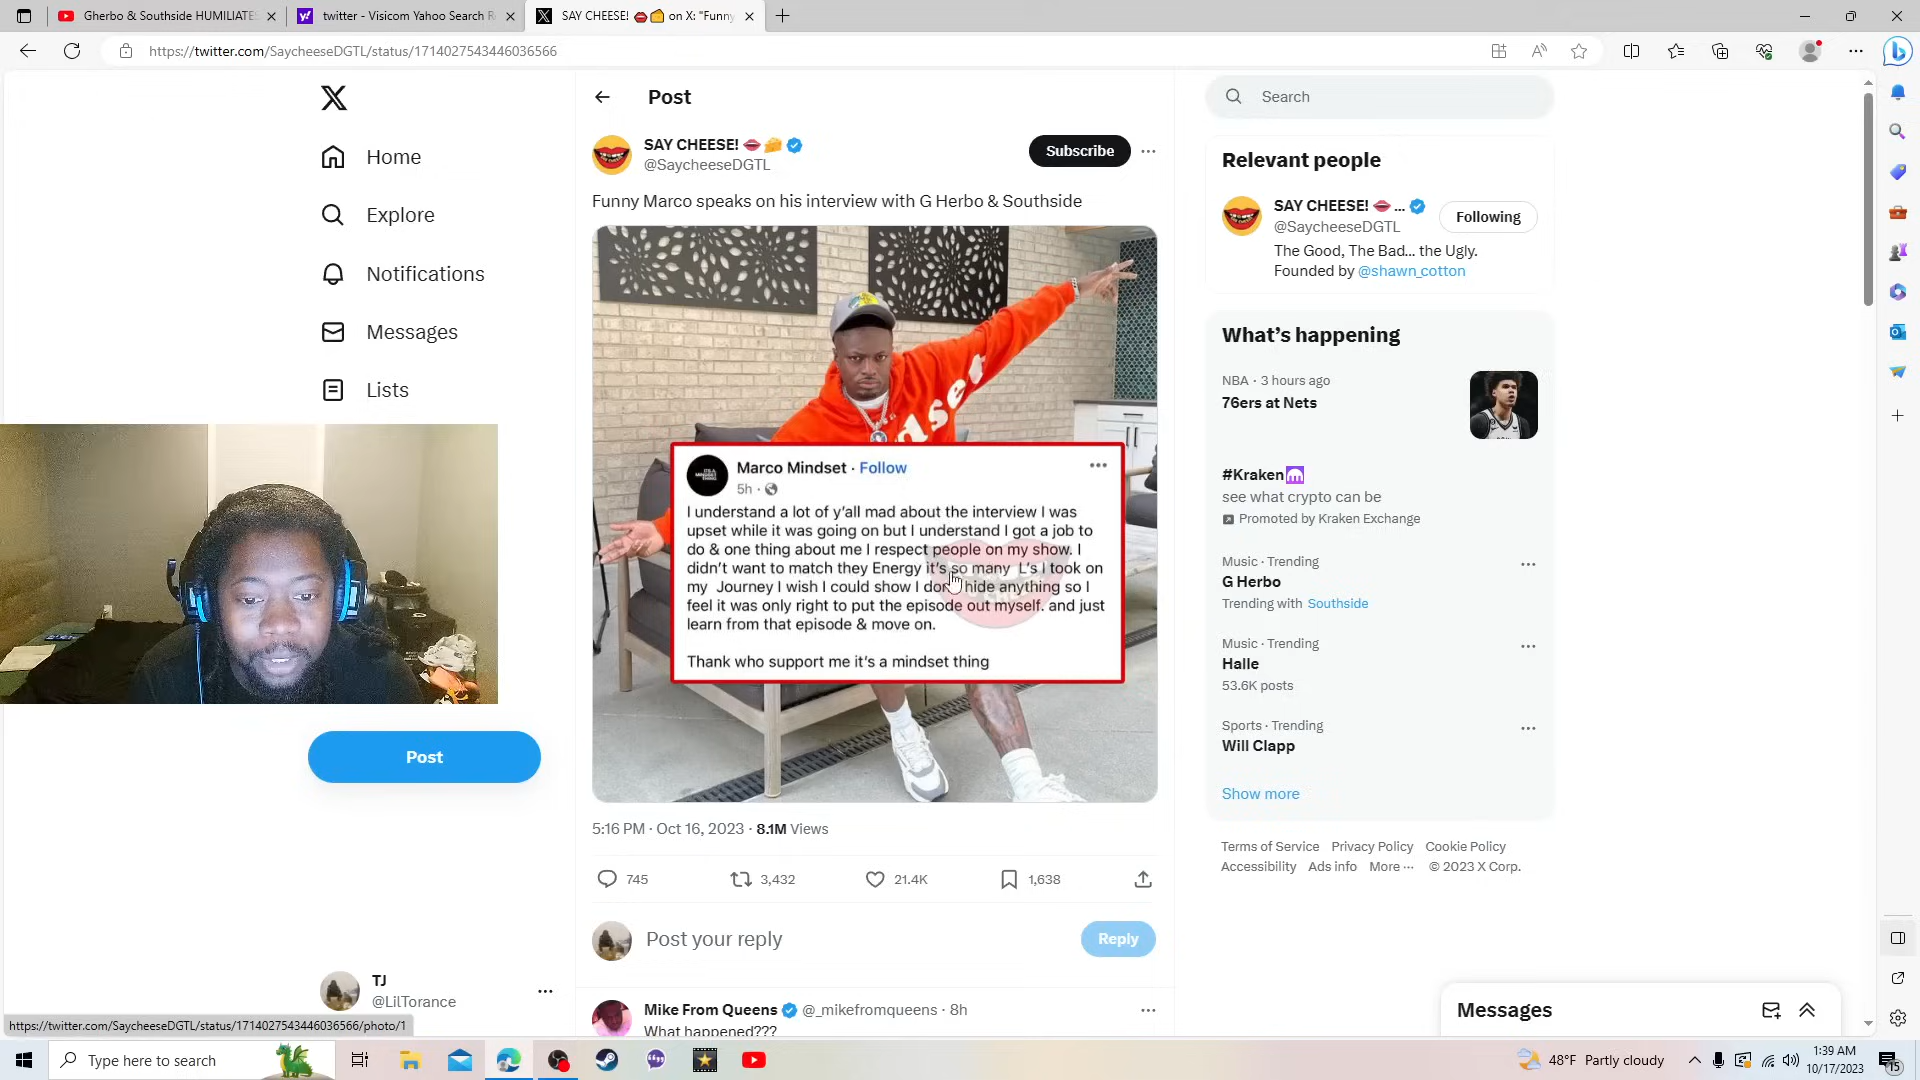 Gherbo & Southside HUMILIATES
twitter - Visicom Yahoo Search R
SAY CHEESE! 👄🧀 on X: "Funny
https://twitter.com/SaycheeseDGTL/status/1714027543446036566
Home
Explore
Notifications
Messages
Lists
Post
TJ
@LilTorance
Post
SAY CHEESE! 👄🧀
@SaycheeseDGTL
Subscribe
Funny Marco speaks on his interview with G Herbo & Southside
Marco Mindset · Follow
5h ·
I understand a lot of y'all mad about the interview I was
upset while it was going on but I understand I got a job to
do & one thing about me I respect people on my show. I
didn't want to match they Energy it's so many L's I took on
my Journey I wish I could show I don hide anything so I
feel it was only right to put the episode out myself. and just
learn from that episode & move on.
Thank who support me it's a mindset thing
5:16 PM · Oct 16, 2023 · 8.1M Views
745 3,432 21.4K 1,638
Post your reply
Reply
Mike From Queens @_mikefromqueens · 8h
What happened???
Search
Relevant people
SAY CHEESE! 👄 ...
@SaycheeseDGTL
Following
The Good, The Bad... the Ugly.
Founded by @shawn_cotton
What's happening
NBA · 3 hours ago
76ers at Nets
#Kraken
see what crypto can be
Promoted by Kraken Exchange
Music · Trending
G Herbo
Trending with Southside
Music · Trending
Halle
53.6K posts
Sports · Trending
Will Clapp
Show more
Terms of Service Privacy Policy Cookie Policy
Accessibility Ads info More ··· © 2023 X Corp.
Messages
https://twitter.com/SaycheeseDGTL/status/1714027543446036566/photo/1
Type here to search
48°F Partly cloudy
1:39 AM
10/17/2023
15